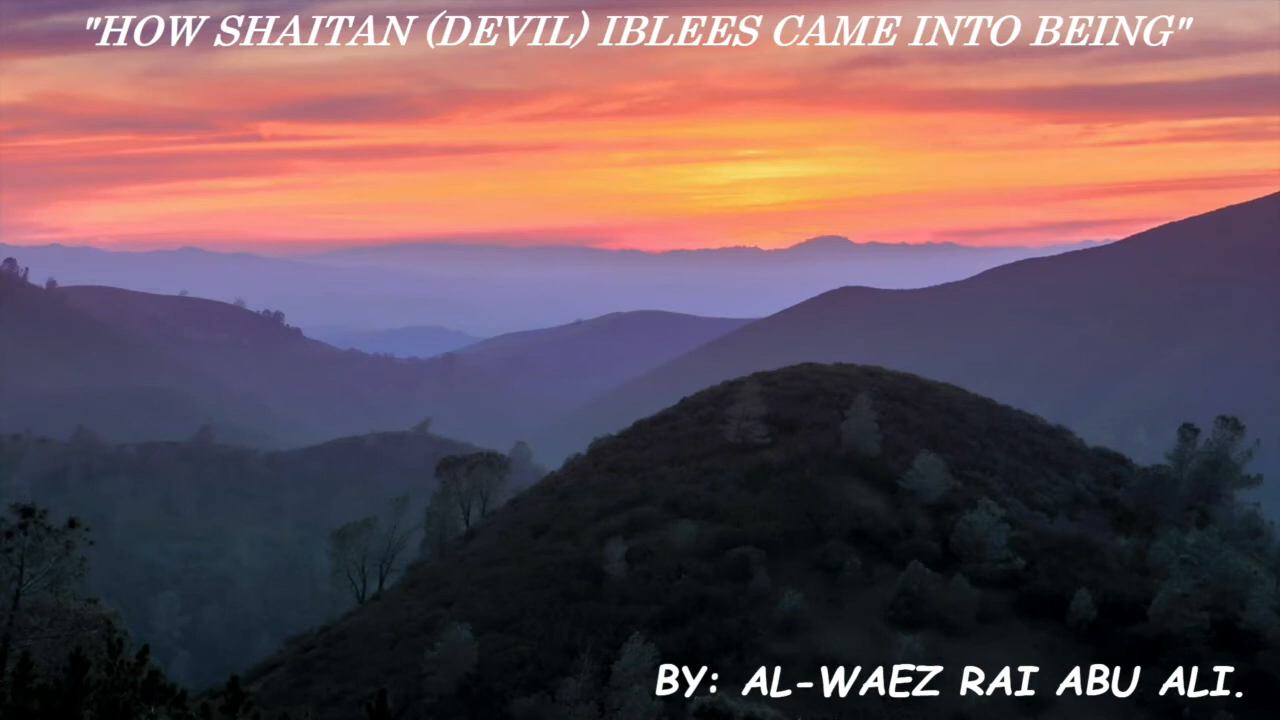 "HOW SHAITAN (DEVIL) IBLEES CAME INTO BEING"
BY: AL-WAEZ RAI ABU ALI.